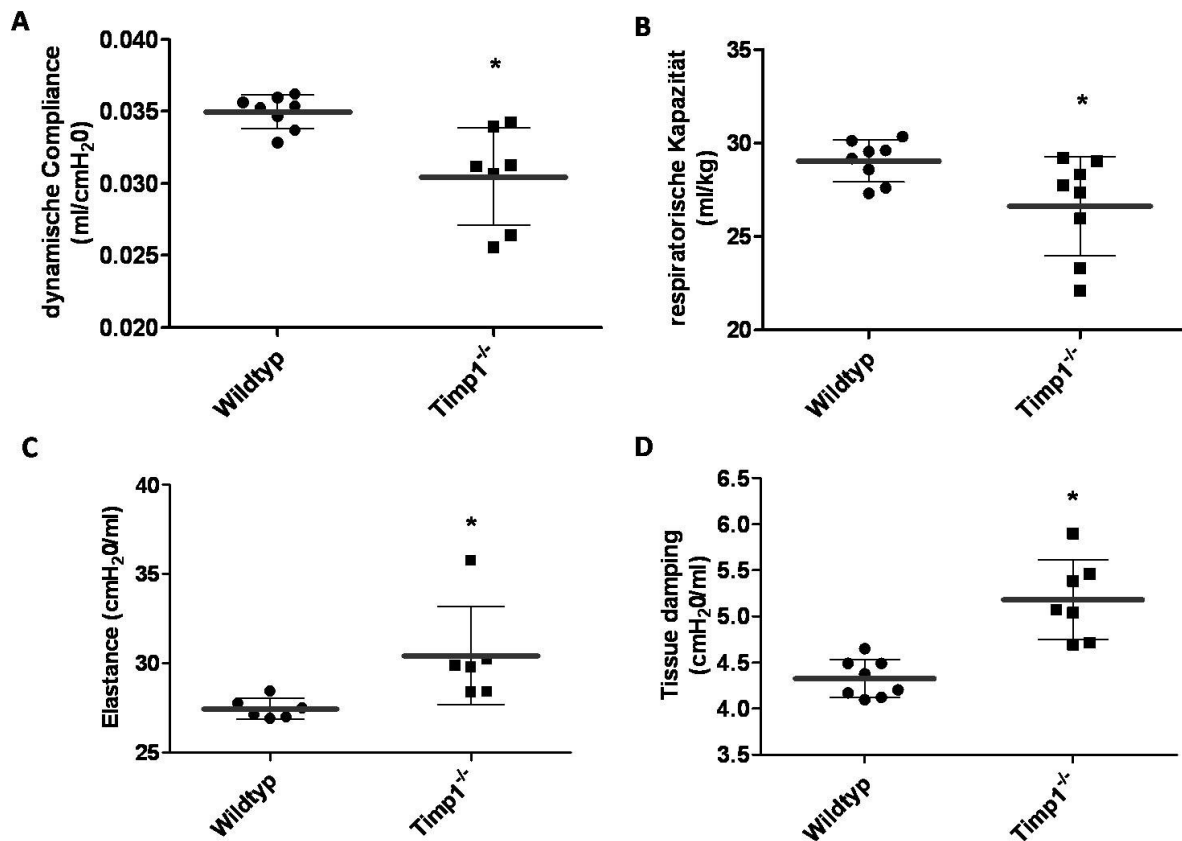 A
dynamische Compliance
(ml/cmH₂0)
0.040
0.035
0.030
0.025
0.020
*
Wildtyp
Timp1⁻/⁻
B
respiratorische Kapazität
(ml/kg)
35
30
25
20
*
Wildtyp
Timp1⁻/⁻
C
Elastance (cmH₂0/ml)
40
35
30
25
*
Wildtyp
Timp1⁻/⁻
D
Tissue damping
(cmH₂0/ml)
6.5
6.0
5.5
5.0
4.5
4.0
3.5
*
Wildtyp
Timp1⁻/⁻